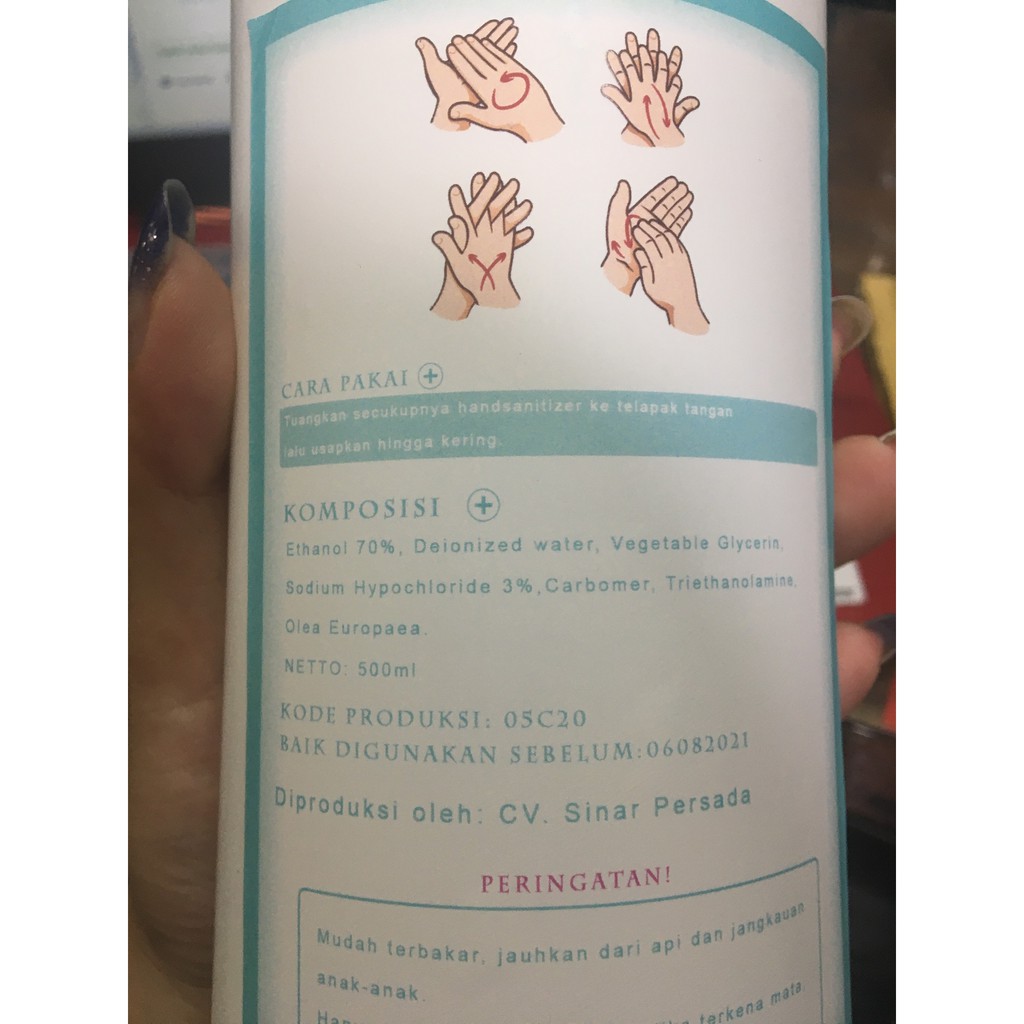 CARA PAKAI
Tuangkan secukupnya handsanitizer ke telapak tangan
lalu usapkan hingga kering.
KOMPOSISI
Ethanol 70%, Deionized water, Vegetable Glycerin,
Sodium Hypochloride 3%,Carbomer, Triethanolamine,
Olea Europaea.
NETTO: 500ml
KODE PRODUKSI: 05C20
BAIK DIGUNAKAN SEBELUM:06082021
Diproduksi oleh: CV. Sinar Persada
PERINGATAN!
Mudah terbakar, jauhkan dari api dan jangkauan
anak-anak.
terkena mata